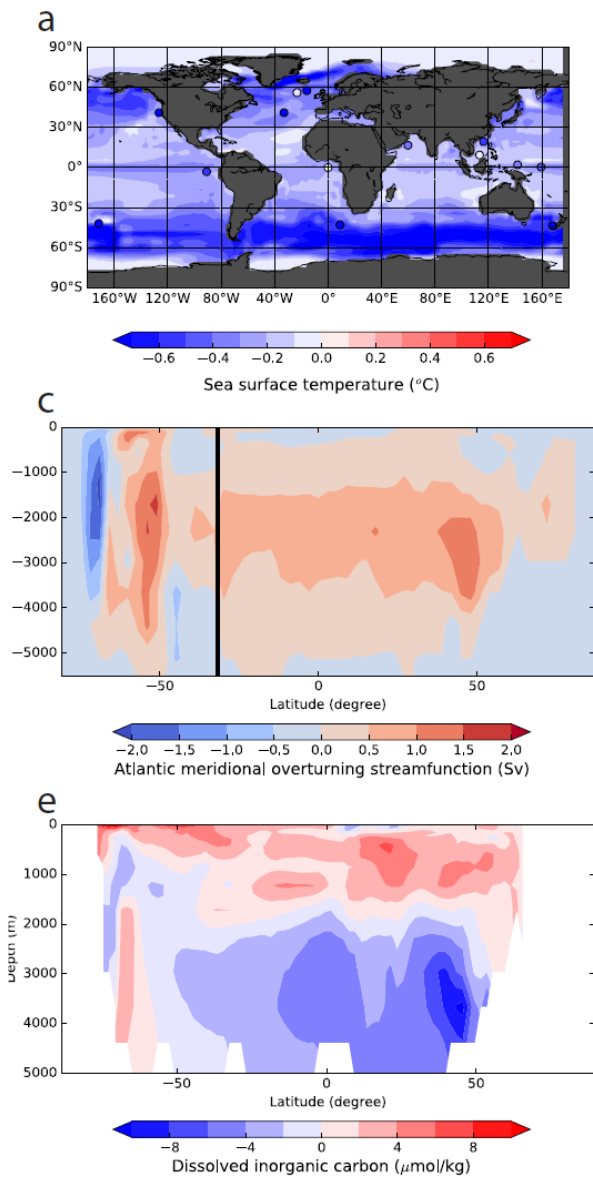 a
90°N
60°N
30°N
0°
30°S
60°S
90°S
160°W 120°W 80°W 40°W 0° 40°E 80°E 120°E 160°E
−0.6 −0.4 −0.2 0.0 0.2 0.4 0.6
Sea surface temperature (°C)
c
0
−1000
−2000
−3000
−4000
−5000
−50 0 50
Latitude (degree)
−2.0 −1.5 −1.0 −0.5 0.0 0.5 1.0 1.5 2.0
Atlantic meridional overturning streamfunction (Sv)
e
0
1000
2000
3000
4000
5000
Depth (m)
−50 0 50
Latitude (degree)
−8 −4 0 4 8
Dissolved inorganic carbon (μmol/kg)